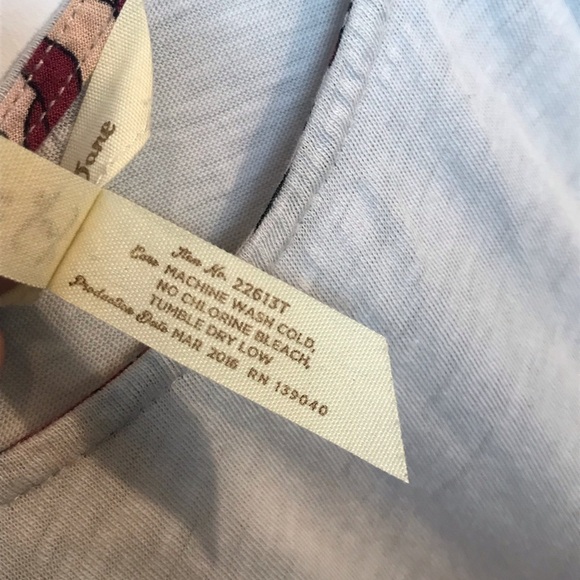 Jane
Item No. 22613T
Care MACHINE WASH COLD,
NO CHLORINE BLEACH,
TUMBLE DRY LOW
Production Date MAR 2016 RN 139040